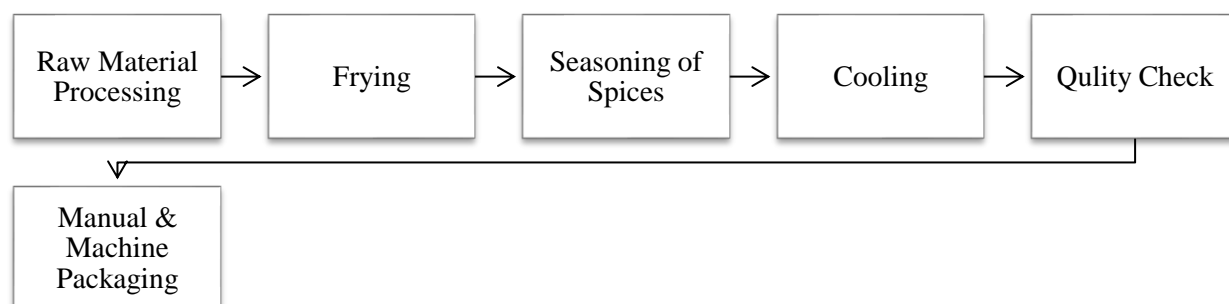 Raw Material
Processing
Frying
Seasoning of
Spices
Cooling
Qulity Check
Manual &
Machine
Packaging